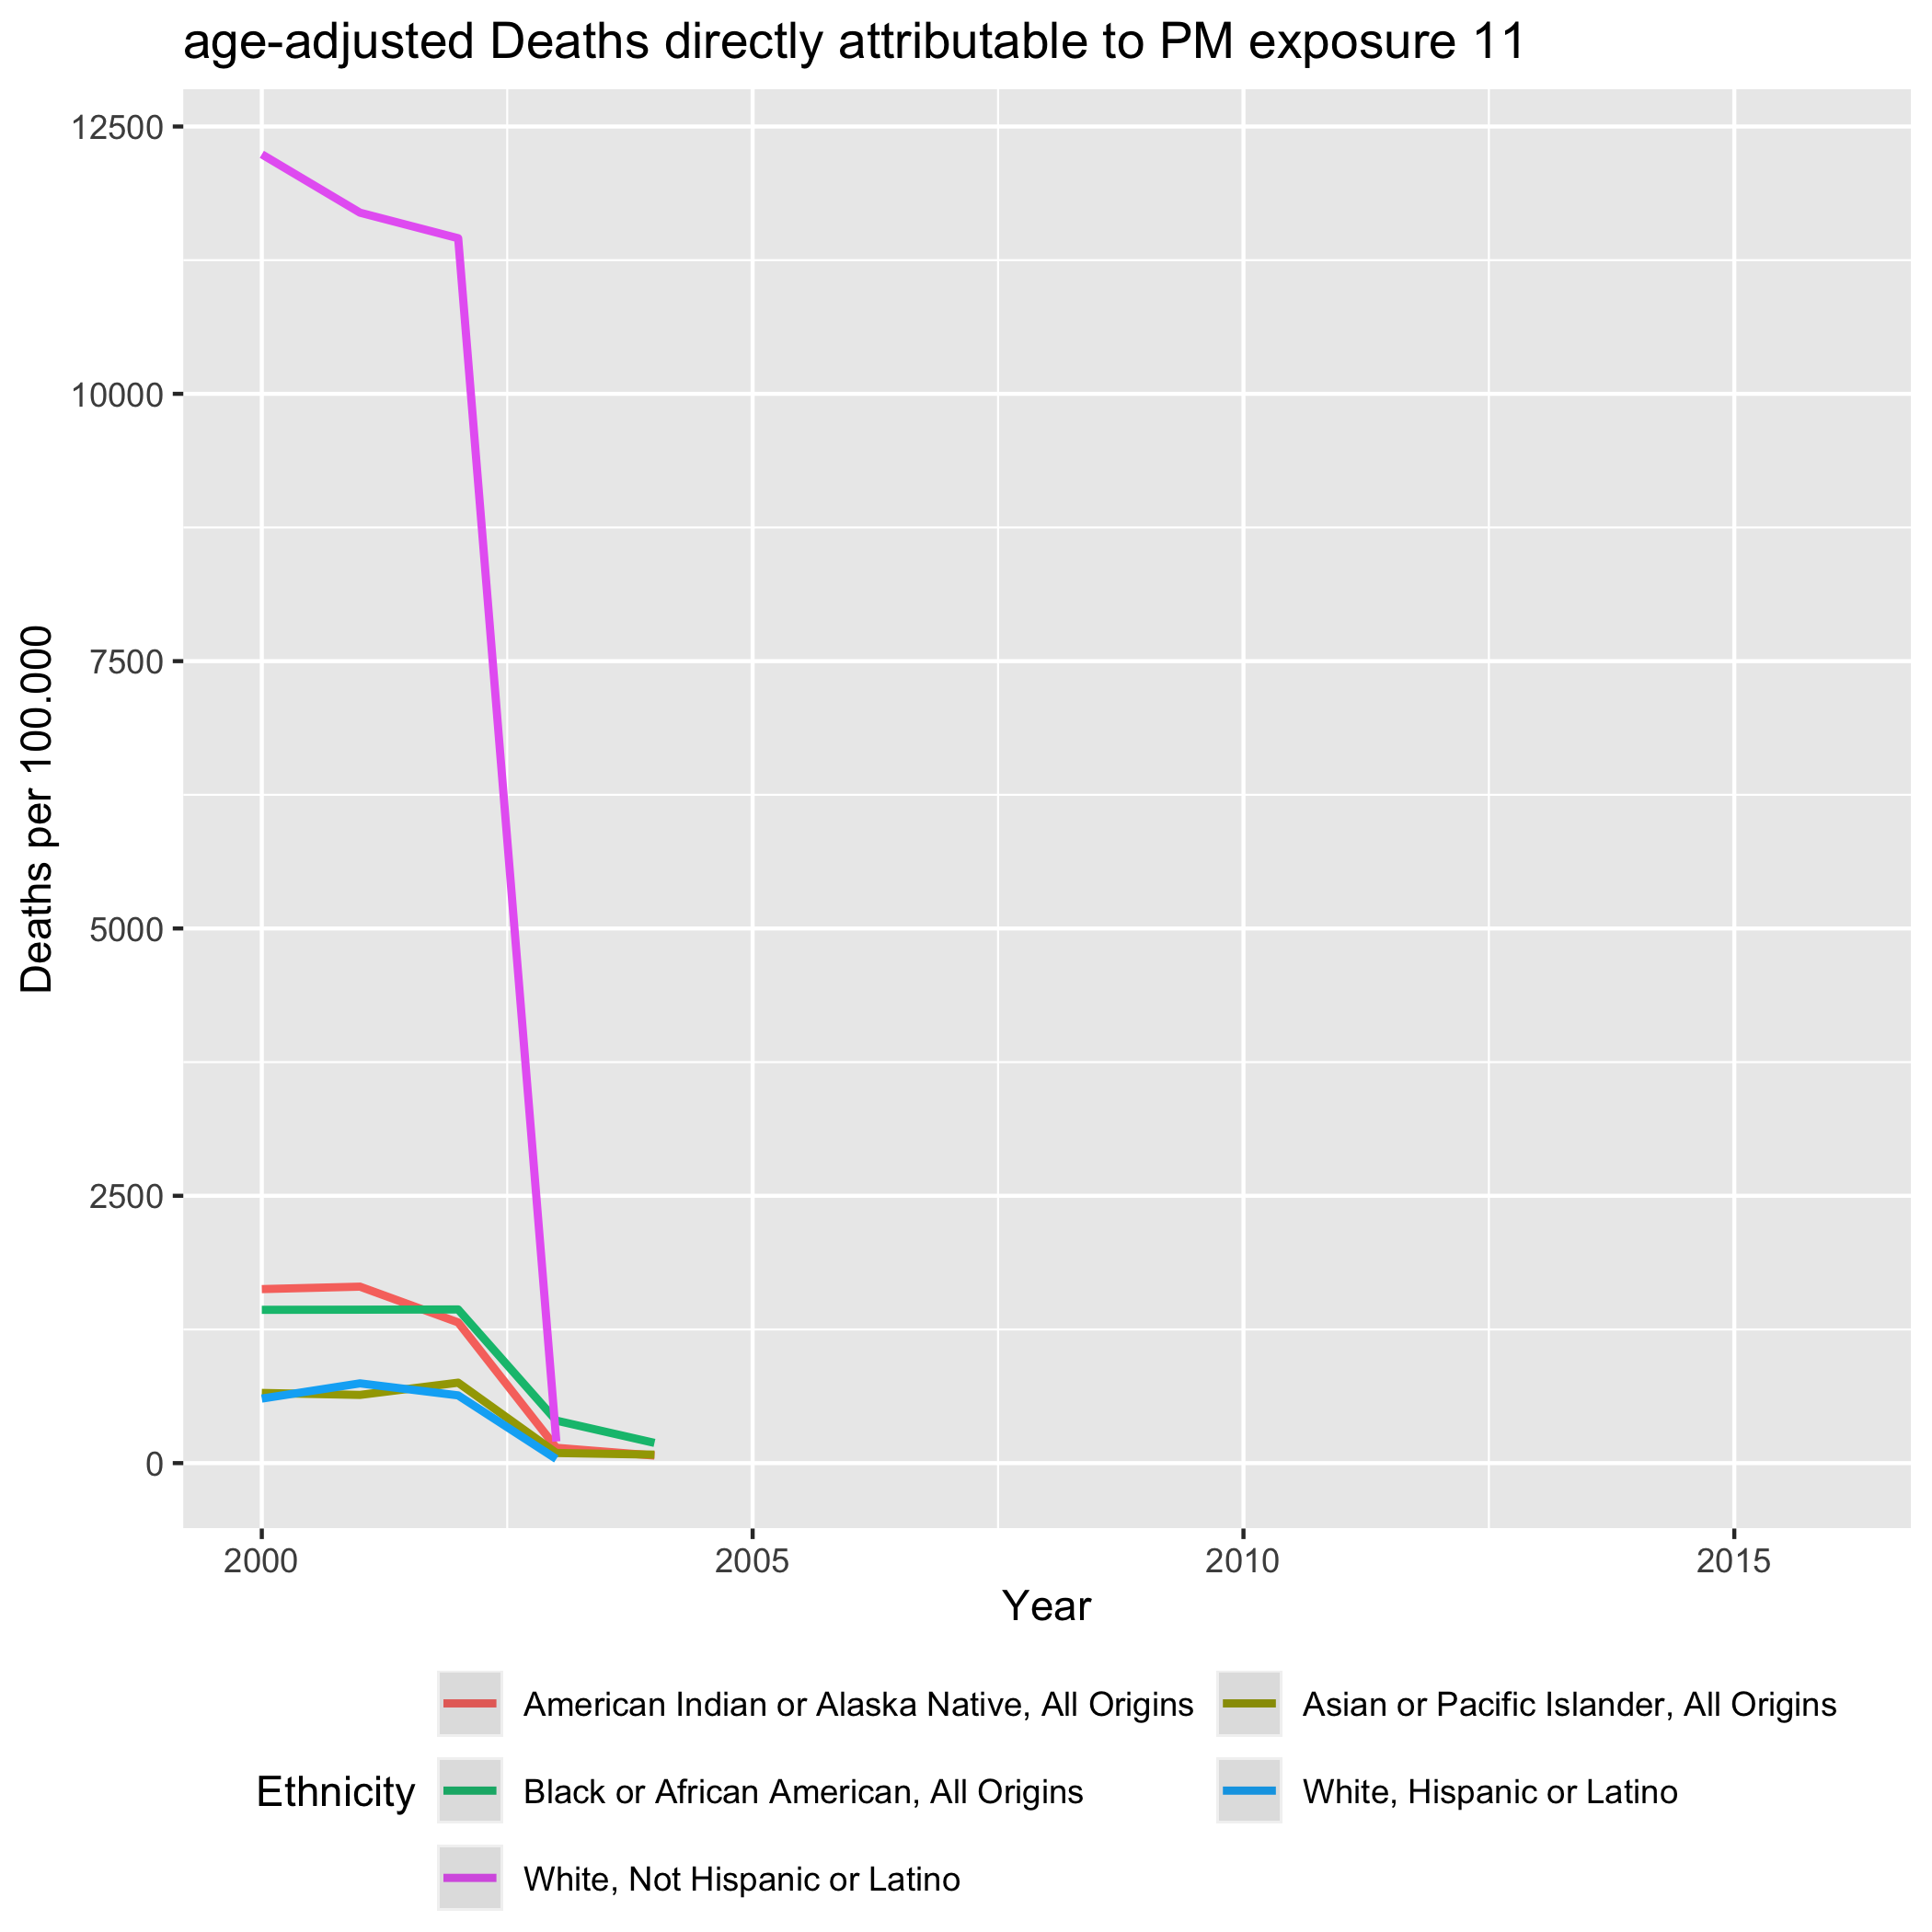 age-adjusted Deaths directly attributable to PM exposure 11
12500
10000
7500
5000
2500
0
Deaths per 100.000
2000 2005 2010 2015
Year
Ethnicity
American Indian or Alaska Native, All Origins
Asian or Pacific Islander, All Origins
Black or African American, All Origins
White, Hispanic or Latino
White, Not Hispanic or Latino